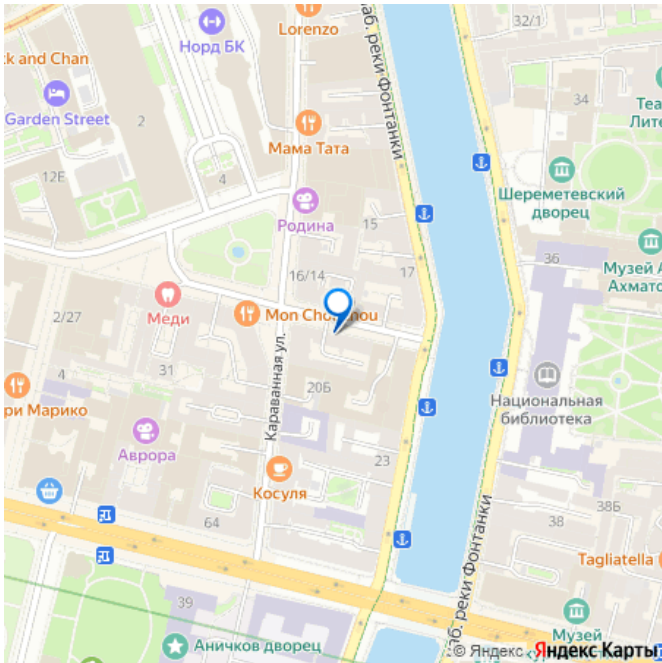 Lorenzo
наб. реки Фонтанки
32/1
Норд БК
ck and Chan
Garden Street
2
34
Теа
Лите
Мама Тата
12Е
4
Шереметевский
дворец
Родина
15
16/14
17
36
Музей А
Ахмато
Меди
Mon Cho
ou
2/27
31
4
Караванная ул.
20Б
ри Марико
Национальная
библиотека
Аврора
23
Косуля
64
38Б
38
наб. реки Фонтанки
Tagliatella
39
Аничков дворец
Музей
© Яндекс Яндекс Карты